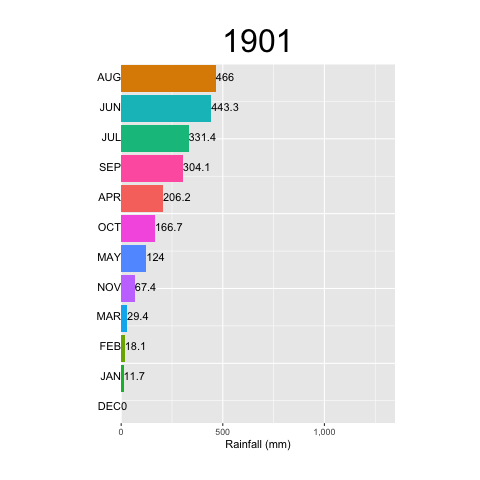 1901
AUG 466
JUN 443.3
JUL 331.4
SEP 304.1
APR 206.2
OCT 166.7
MAY 124
NOV 67.4
MAR 29.4
FEB 18.1
JAN 11.7
DEC 0
0 500 1,000
Rainfall (mm)